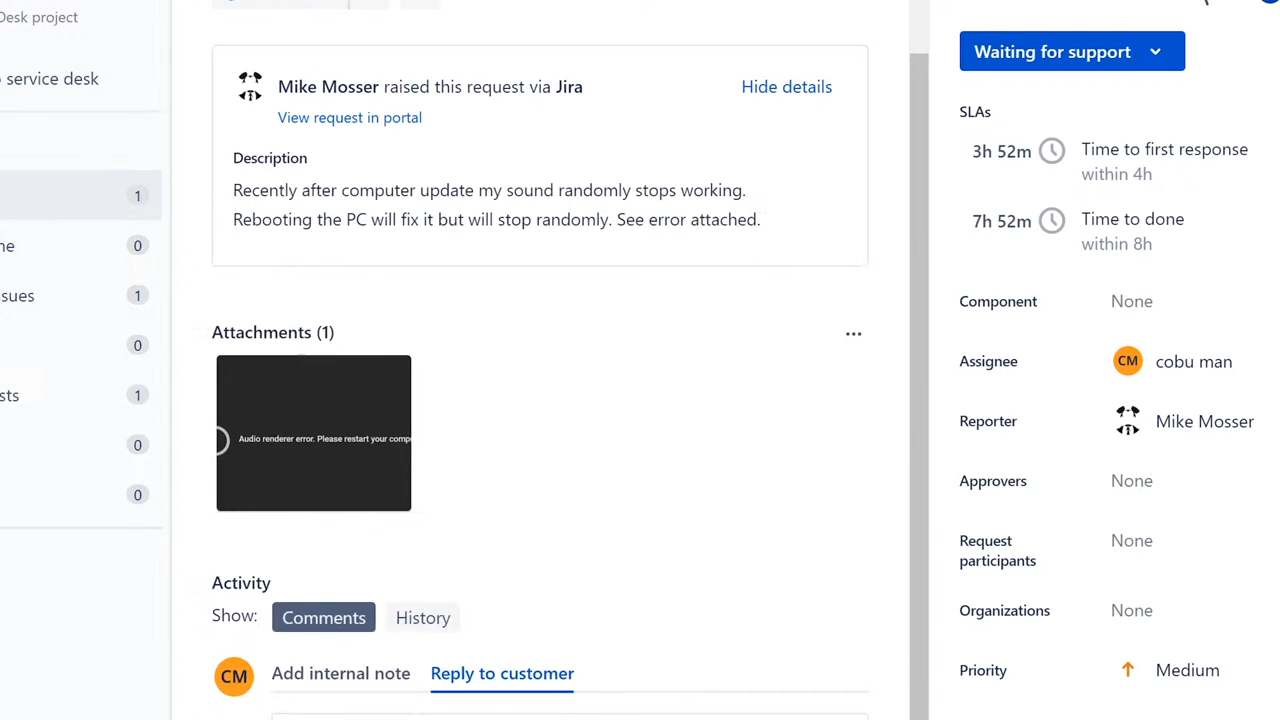 Desk project
service desk
1
0
1
0
1
0
0
Mike Mosser raised this request via Jira
Hide details
View request in portal
Description
Recently after computer update my sound randomly stops working.
Rebooting the PC will fix it but will stop randomly. See error attached.
Attachments (1)
Audio renderer error. Please restart your
Activity
Show: Comments History
CM
Add internal note Reply to customer
Waiting for support
SLAs
3h 52m Time to first response
within 4h
7h 52m Time to done
within 8h
Component None
Assignee CM cobu man
Reporter Mike Mosser
Approvers None
Request participants None
Organizations None
Priority Medium